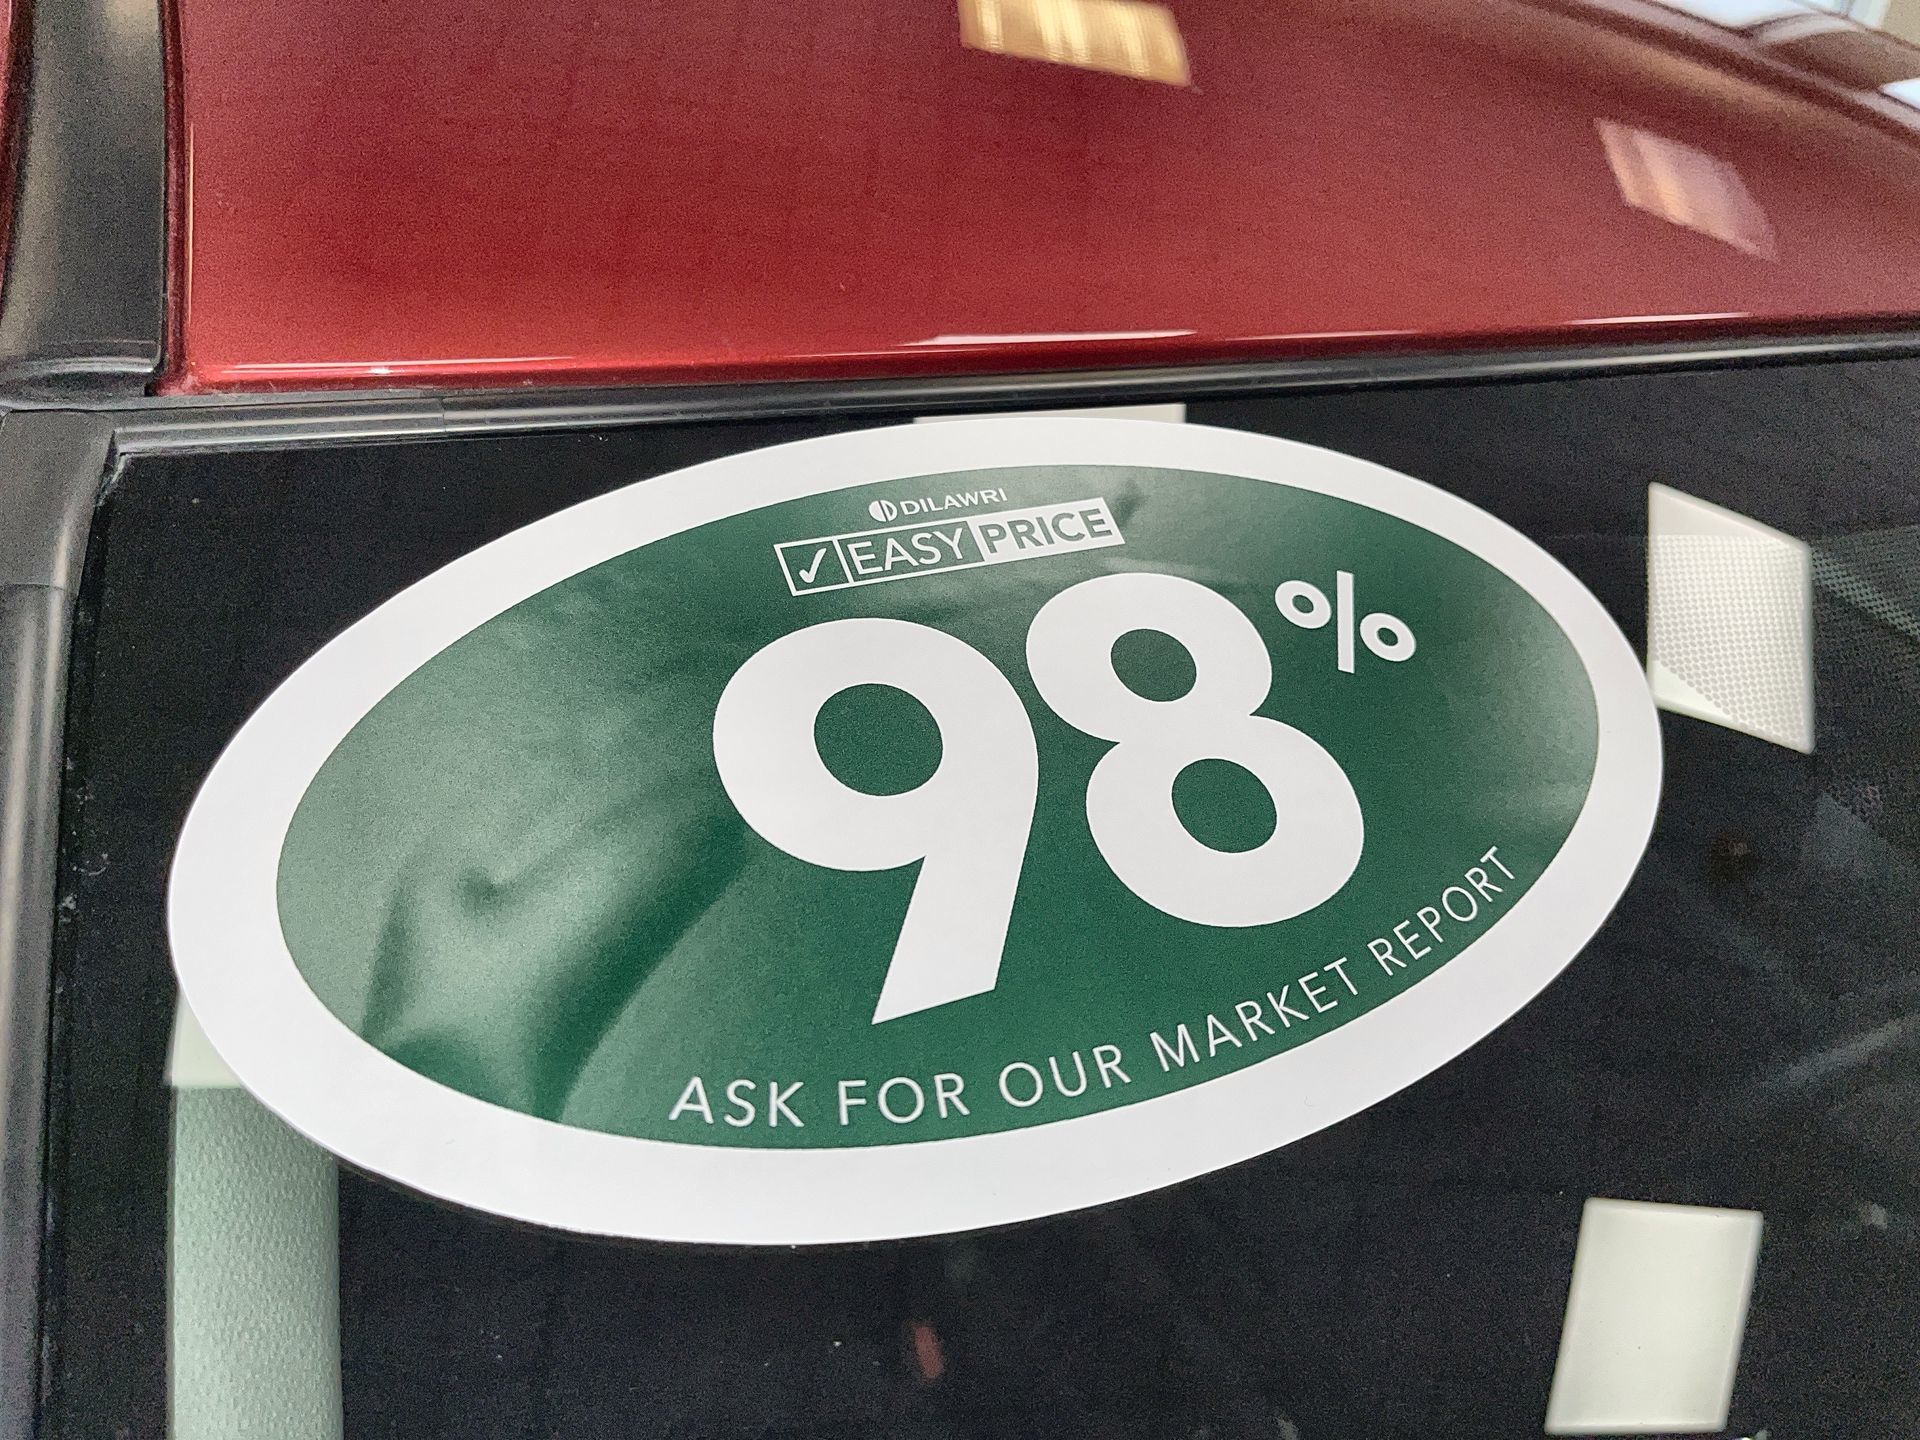 DILAWRI
EASY PRICE
98%
ASK FOR OUR MARKET REPORT